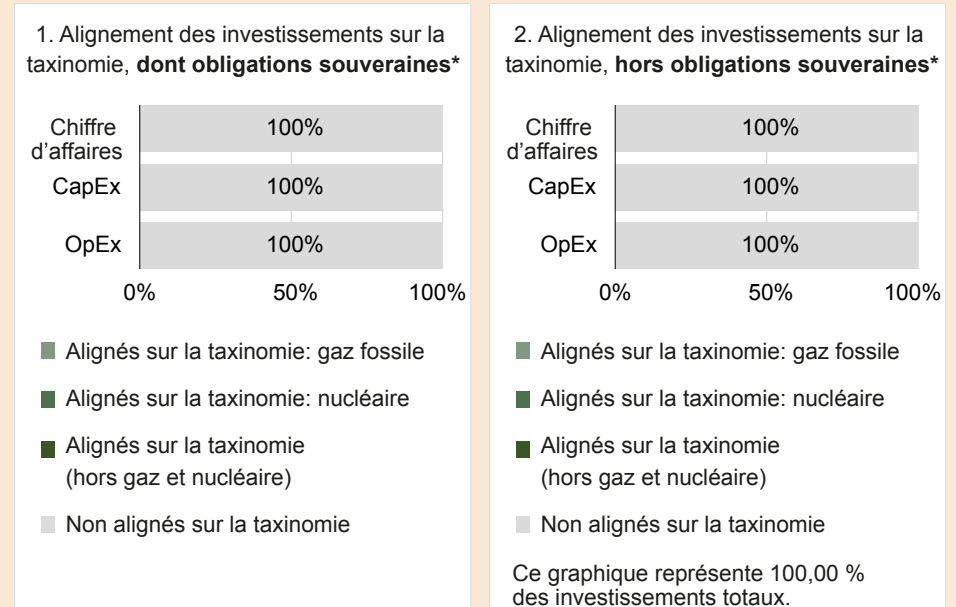 1. Alignement des investissements sur la
taxinomie, dont obligations souveraines*
Chiffre
d'affaires
100%
CapEx
100%
OpEx
100%
0% 50% 100%
Alignés sur la taxinomie: gaz fossile
Alignés sur la taxinomie: nucléaire
Alignés sur la taxinomie
(hors gaz et nucléaire)
Non alignés sur la taxinomie
2. Alignement des investissements sur la
taxinomie, hors obligations souveraines*
Chiffre
d'affaires
100%
CapEx
100%
OpEx
100%
0% 50% 100%
Alignés sur la taxinomie: gaz fossile
Alignés sur la taxinomie: nucléaire
Alignés sur la taxinomie
(hors gaz et nucléaire)
Non alignés sur la taxinomie
Ce graphique représente 100,00 %
des investissements totaux.